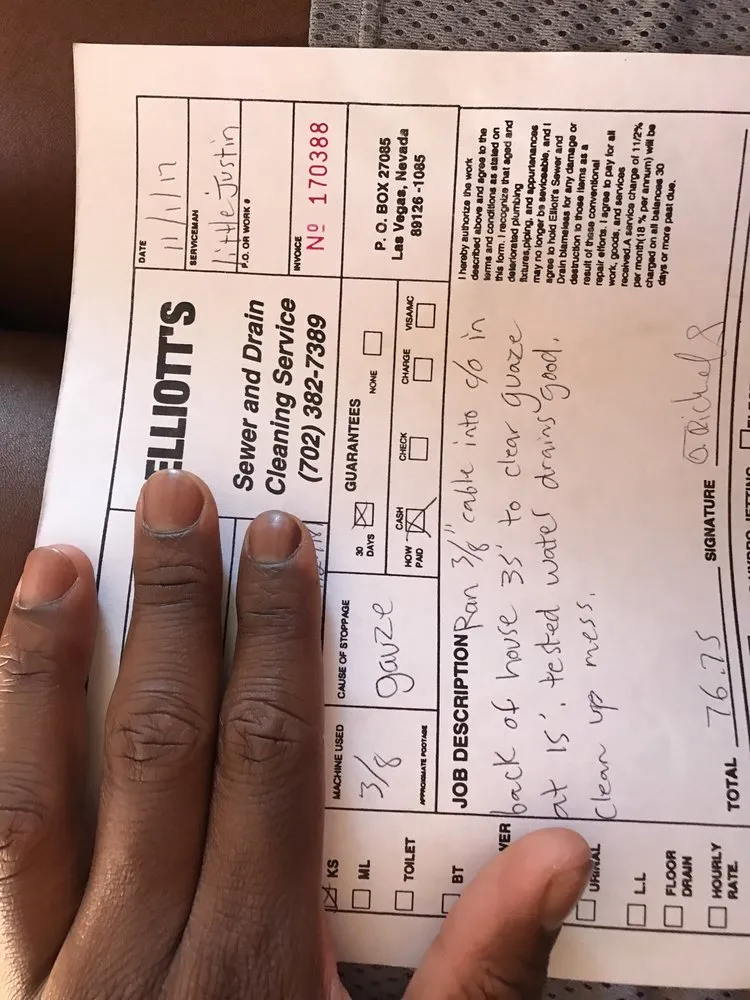 ELLIOTT'S
Sewer and Drain
Cleaning Service
(702) 382-7389
DATE
11/1/17
SERVICEMAN
little Justin
P.O. OR WORK #
INVOICE
Nº 170388
MACHINE USED
3/8
APPROXIMATE FOOTAGE
CAUSE OF STOPPAGE
gauze
GUARANTEES
30 DAYS
NONE
HOW PAID
CASH
CHECK
CHARGE
VISA/MC
P. O. BOX 27085
Las Vegas, Nevada
89126 -1085
KS
ML
TOILET
BT
URINAL
L.L
FLOOR
DRAIN
HOURLY
RATE.
JOB DESCRIPTION Ran 3/8" cable into c/o in
back of house 35' to clear guaze
at 15'. tested water drains good.
Clean up mess.
I hereby authorize the work
described above and agree to the
terms and conditions as stated on
this form. I recognize that aged and
deteriorated plumbing
fixtures,piping, and appurtenances
may no longer be serviceable, and I
agree to hold Elliott's Sewer and
Drain blameless for any damage or
destruction to those items as a
result of these conventional
repair efforts. I agree to pay for all
work, goods, and services
received.A service charge of 11/2%
per month(18 % per annum) will be
charged on all balances 30
days or more past due.
TOTAL 76.75 SIGNATURE